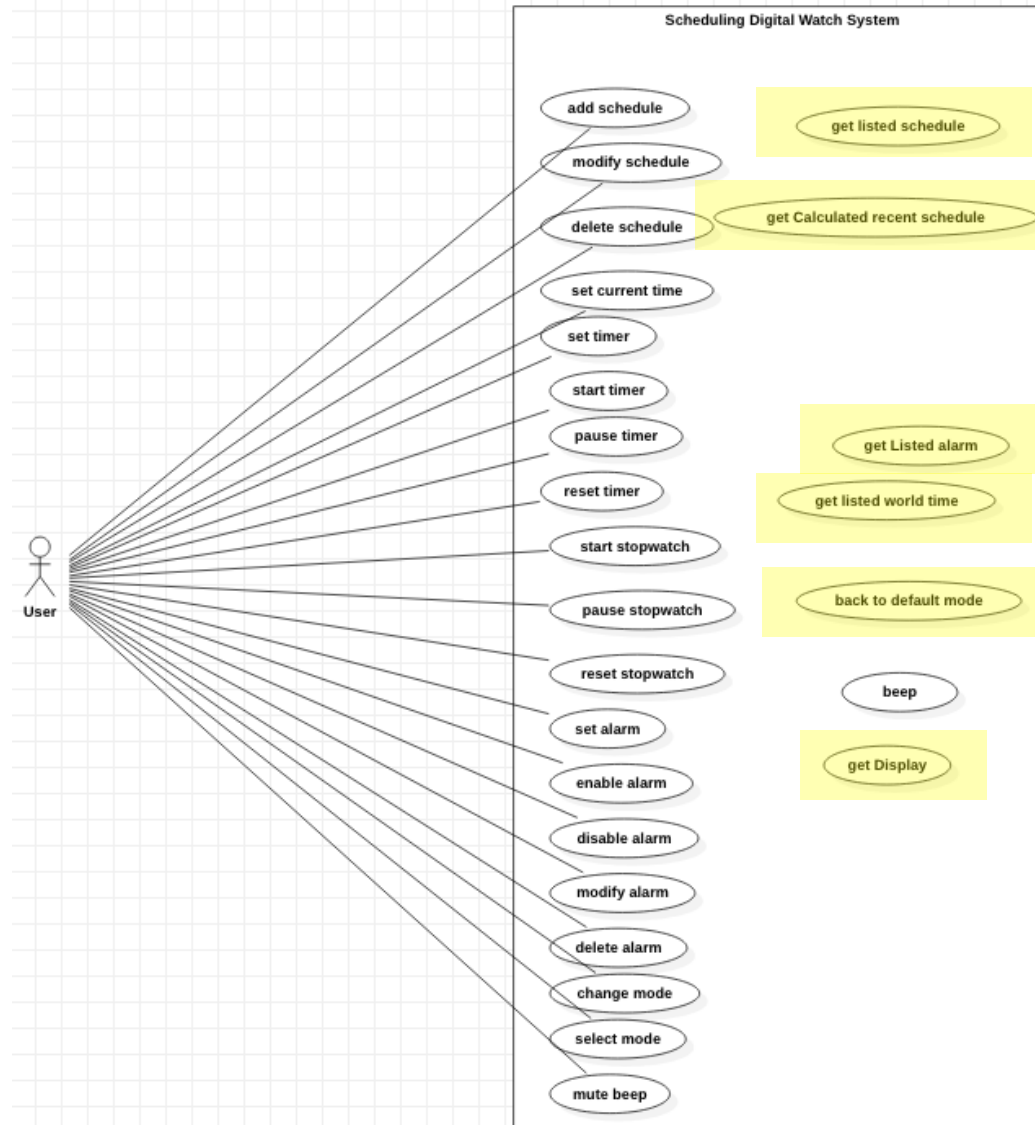 Scheduling Digital Watch System
add schedule
get listed schedule
modify schedule
get Calculated recent schedule
delete schedule
set current time
set timer
start timer
pause timer
get Listed alarm
reset timer
get listed world time
start stopwatch
User
pause stopwatch
back to default mode
reset stopwatch
beep
set alarm
get Display
enable alarm
disable alarm
modify alarm
delete alarm
change mode
select mode
mute beep